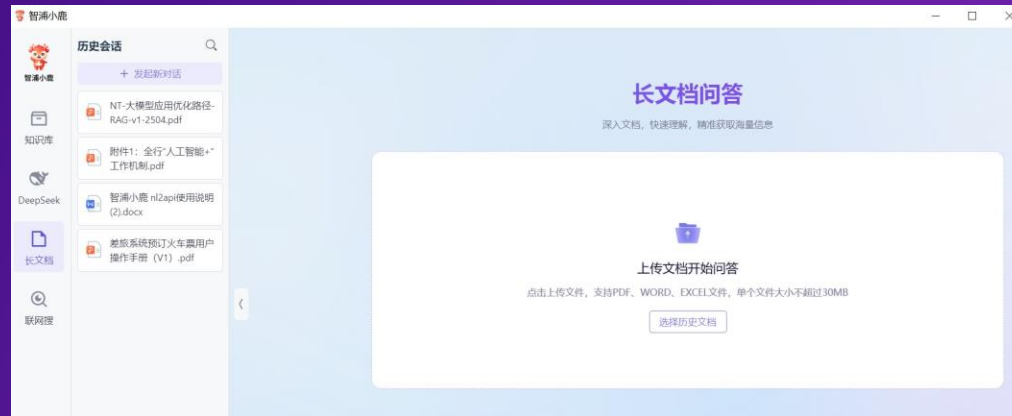 智浦小鹿
智浦小鹿
知识库
DeepSeek
长文档
联网搜
历史会话
+ 发起新对话
NT-大模型应用优化路径-
RAG-v1-2504.pdf
附件1：全行“人工智能+”
工作机制.pdf
智浦小鹿 nl2api使用说明
(2).docx
差旅系统预订火车票用户
操作手册（V1）.pdf
长文档问答
深入文档，快速理解，精准获取海量信息
上传文档开始问答
点击上传文件，支持PDF、WORD、EXCEL文件，单个文件大小不超过30MB
选择历史文档